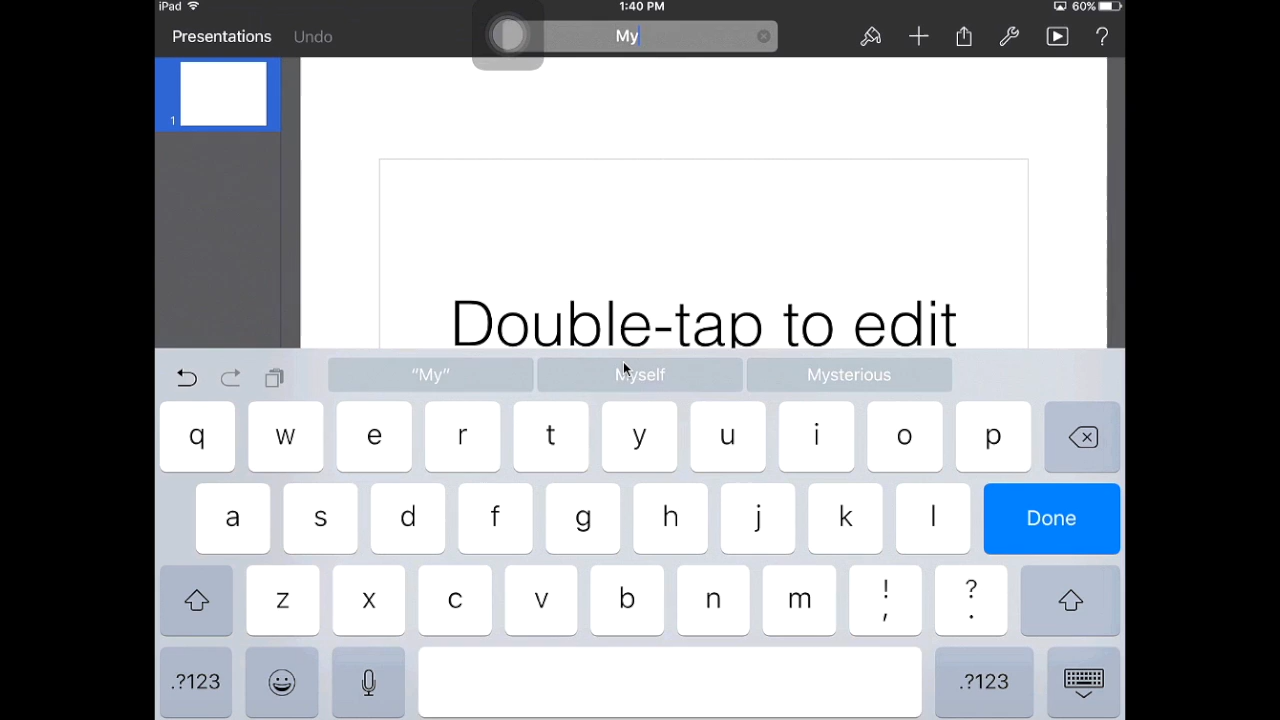 iPad 1:40 PM 60%
Presentations Undo My ?
1
Double-tap to edit
“My” Myself Mysterious
q w e r t y u i o p
a s d f g h j k l Done
z x c v b n m ! , ? .
.?123 .?123